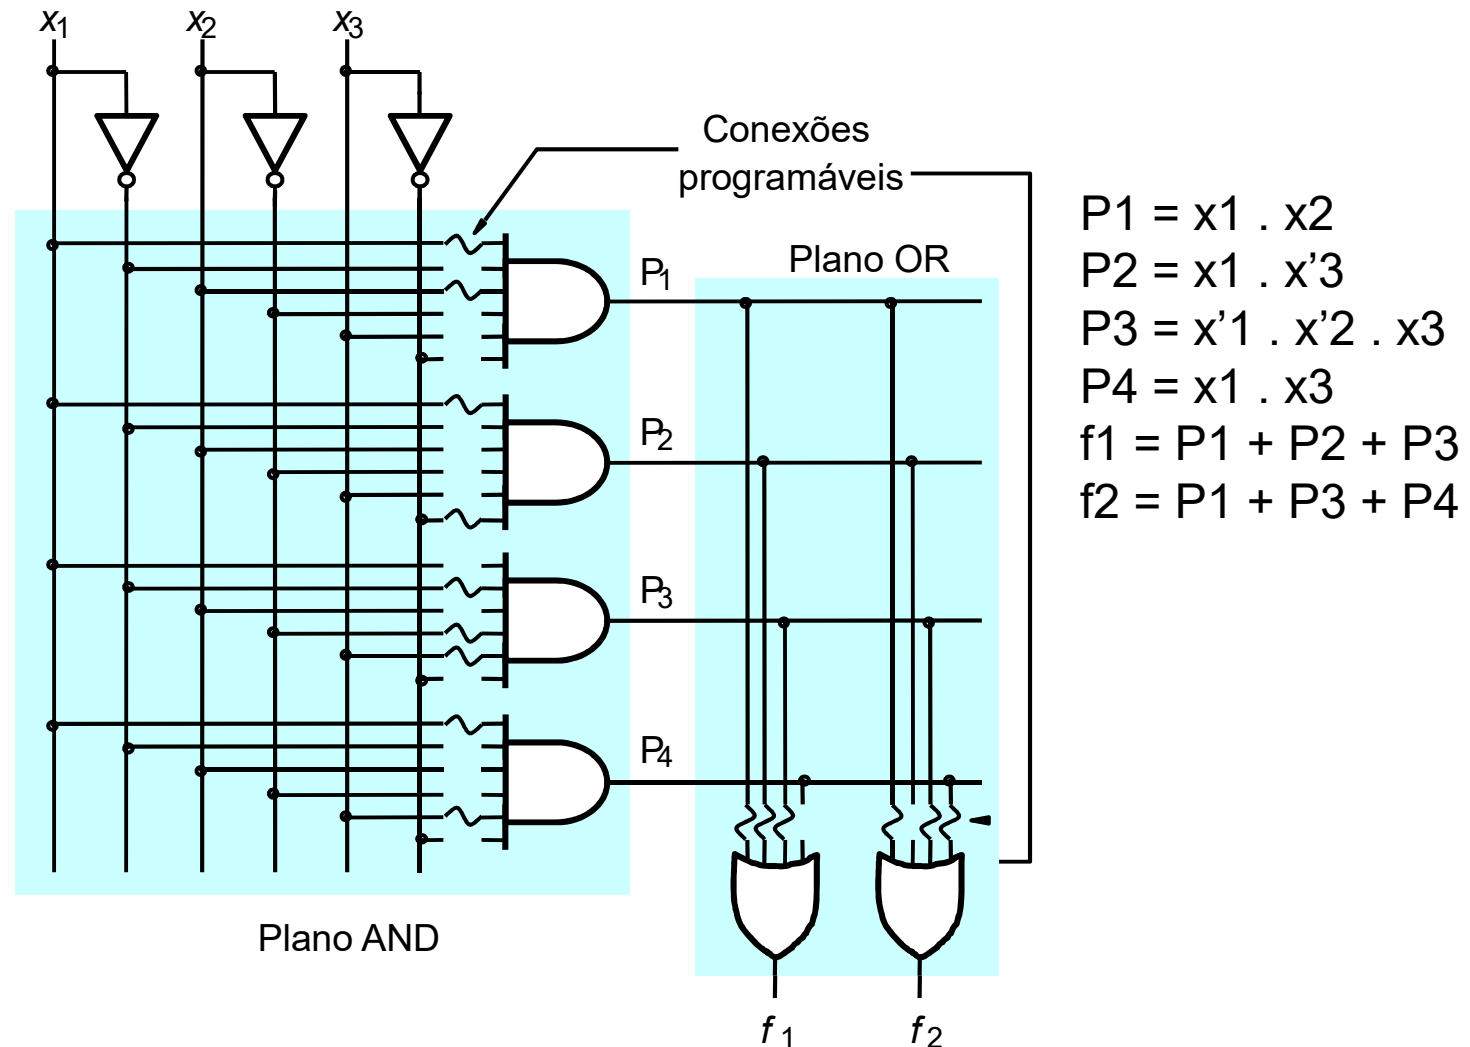 x1 x2 x3
Conexões
programáveis
P1
Plano OR
P2
P3
P4
Plano AND
f1 f2
P1 = x1 . x2
P2 = x1 . x’3
P3 = x’1 . x’2 . x3
P4 = x1 . x3
f1 = P1 + P2 + P3
f2 = P1 + P3 + P4